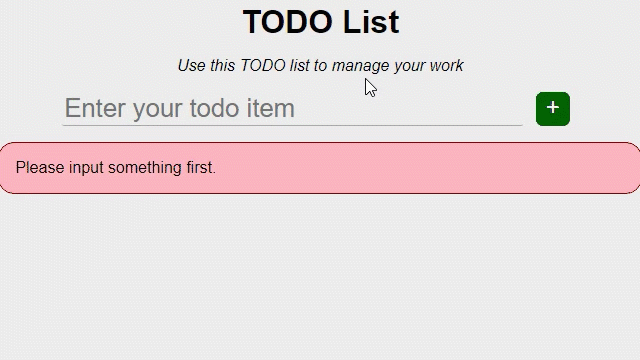 TODO List
Use this TODO list to manage your work
Enter your todo item
+
Please input something first.